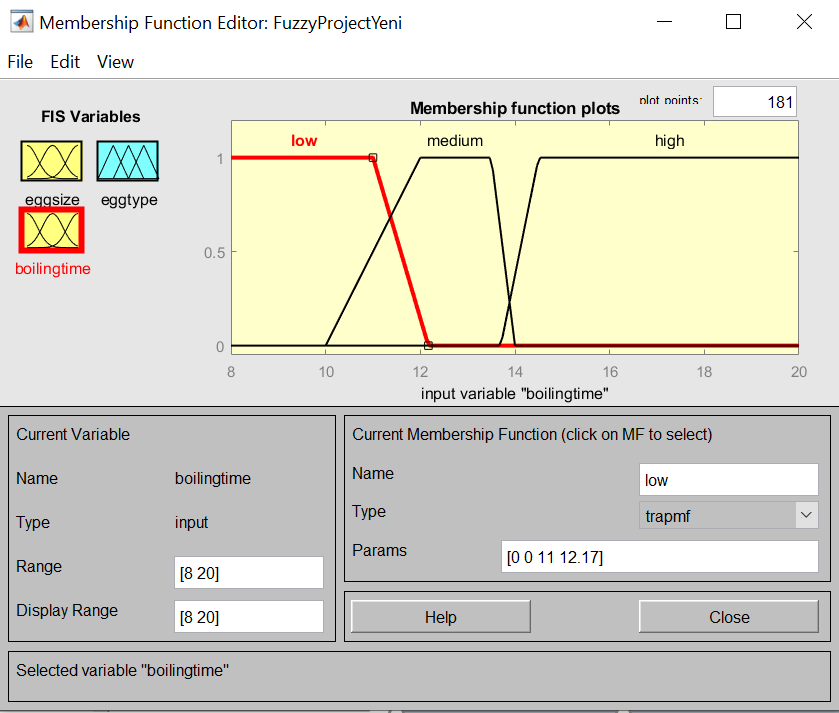 Membership Function Editor: FuzzyProjectYeni
File Edit View
FIS Variables
eggsize eggtype
boilingtime
Membership function plots
plot points: 181
low medium high
1
0.5
0
8 10 12 14 16 18 20
input variable "boilingtime"
Current Variable
Name boilingtime
Type input
Range [8 20]
Display Range [8 20]
Current Membership Function (click on MF to select)
Name low
Type trapmf
Params [0 0 11 12.17]
Help Close
Selected variable "boilingtime"